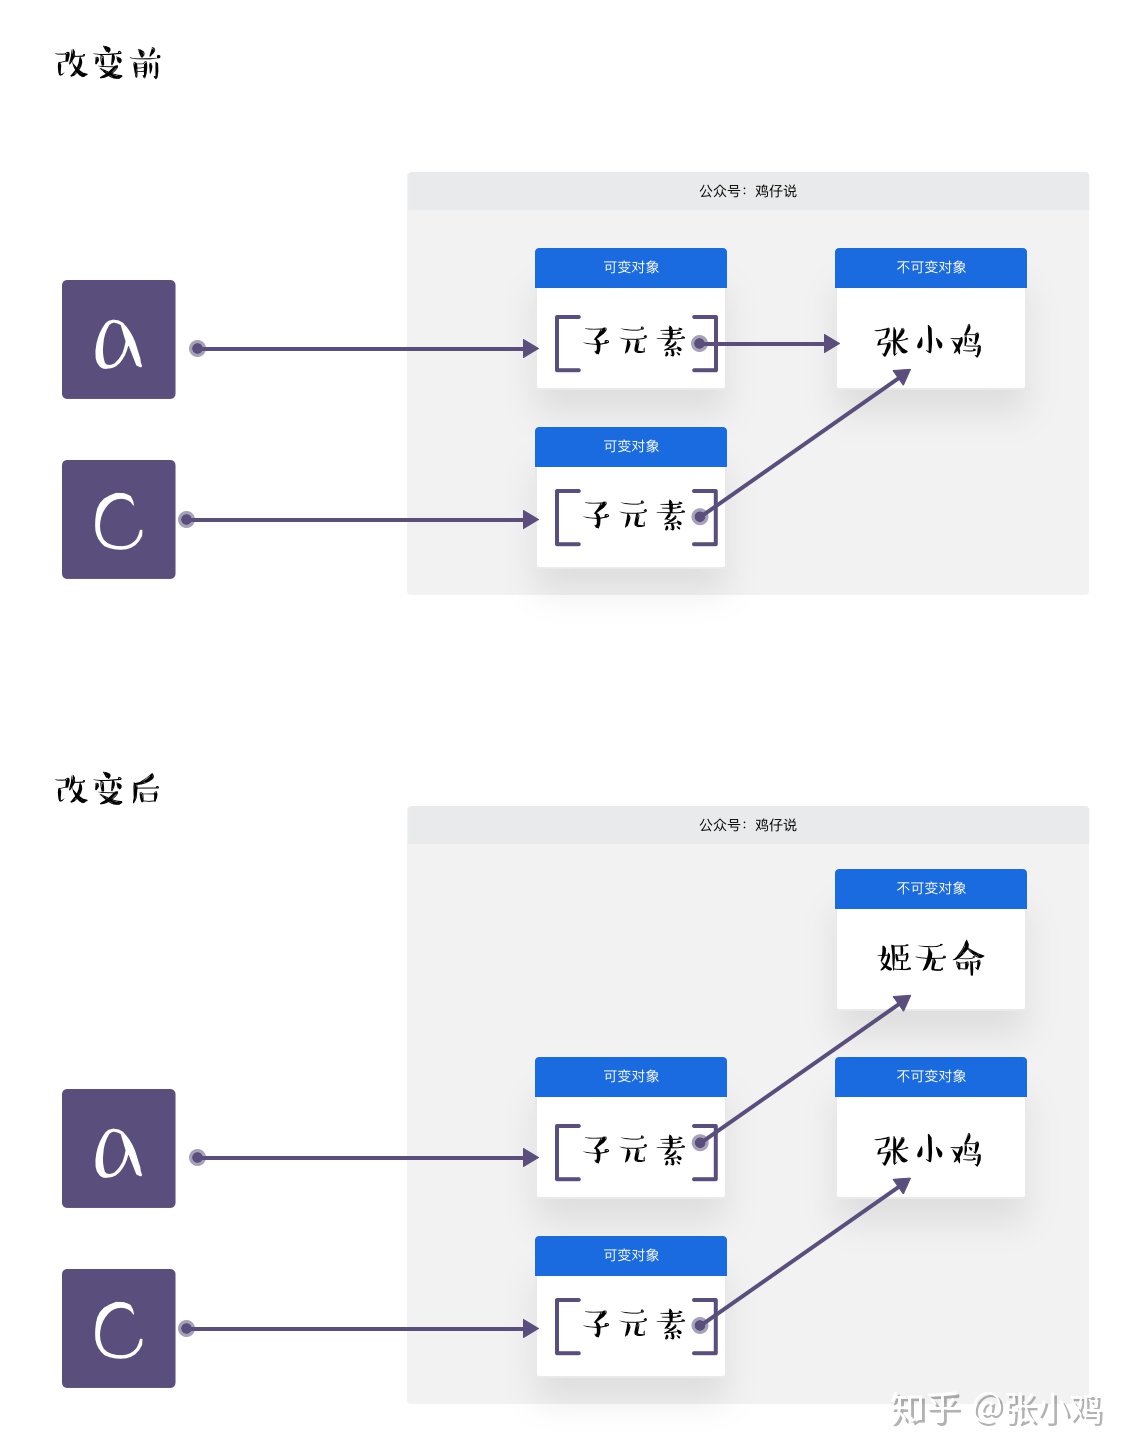 改变前
公众号：鸡仔说
可变对象
不可变对象
a
[子元素]
张小鸡
可变对象
C
[子元素]
改变后
公众号：鸡仔说
不可变对象
姬无命
可变对象
不可变对象
a
[子元素]
张小鸡
可变对象
C
[子元素]
知乎 @张小鸡